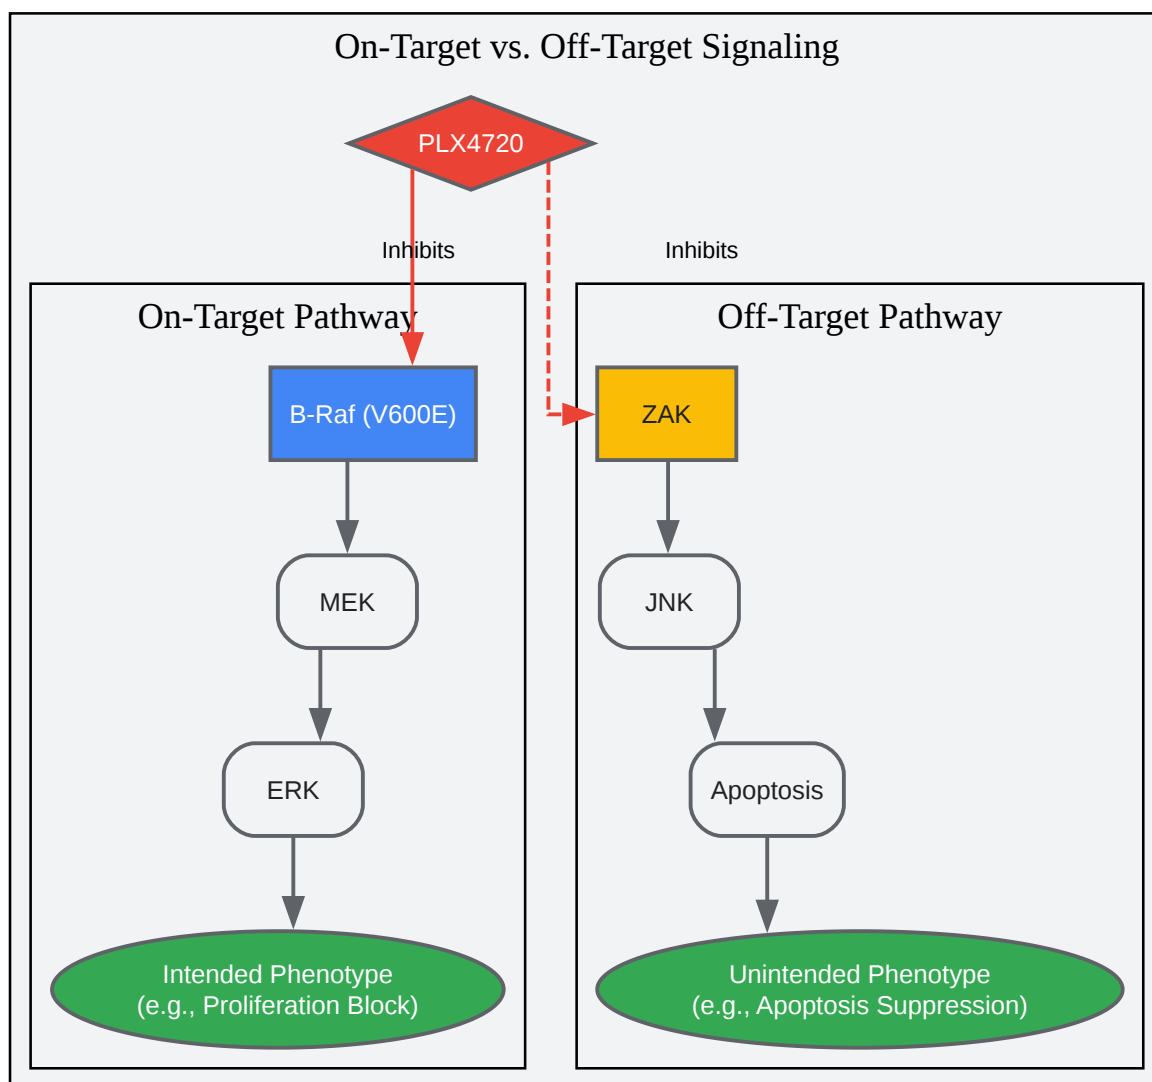 On-Target vs. Off-Target Signaling
PLX4720
Inhibits
Inhibits
On-Target Pathway
Off-Target Pathway
B-Raf (V600E)
ZAK
MEK
JNK
ERK
Apoptosis
Intended Phenotype
(e.g., Proliferation Block)
Unintended Phenotype
(e.g., Apoptosis Suppression)